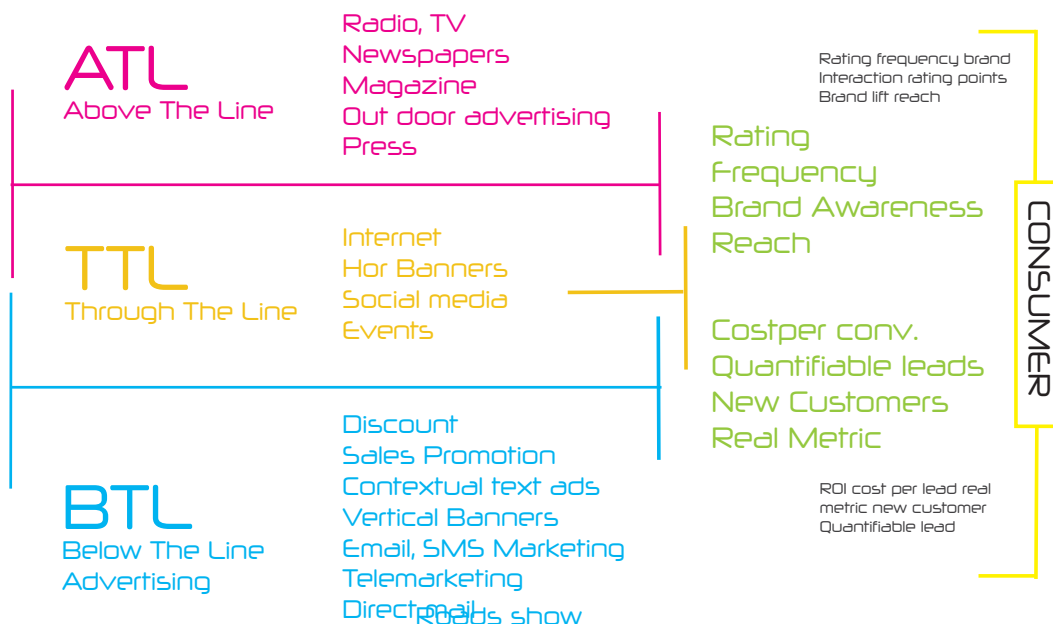 ATL
Above The Line
Radio, TV
Newspapers
Magazine
Out door advertising
Press
TTL
Through The Line
Internet
Hor Banners
Social media
Events
BTL
Below The Line
Advertising
Discount
Sales Promotion
Contextual text ads
Vertical Banners
Email, SMS Marketing
Telemarketing
Direct mail
Roads show
Rating
Frequency
Brand Awareness
Reach
Costper conv.
Quantifiable leads
New Customers
Real Metric
Rating frequency brand
Interaction rating points
Brand lift reach
CONSUMER
ROI cost per lead real
metric new customer
Quantifiable lead